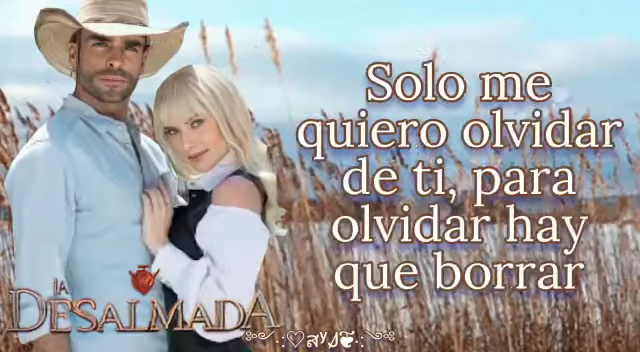 Solo me
quiero olvidar
de ti, para
olvidar hay
que borrar
LA
DESALMADA